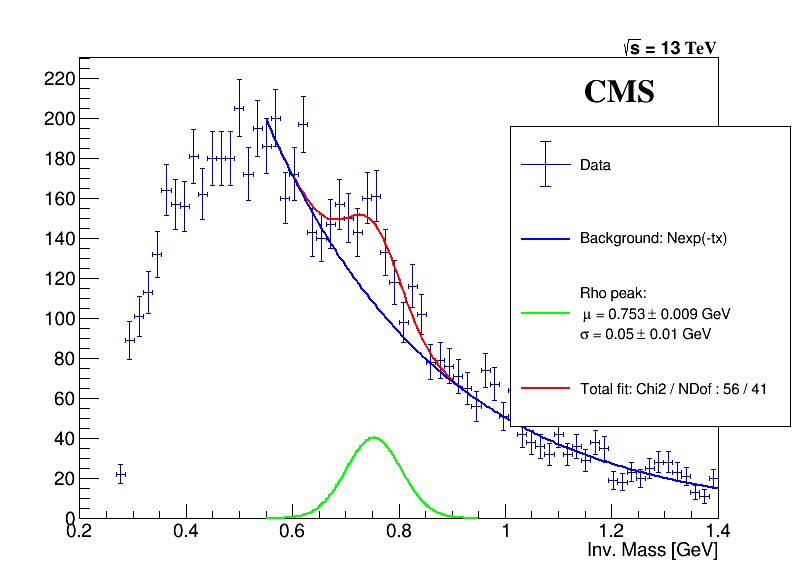 √s = 13 TeV
CMS
220
200
180
160
140
120
100
80
60
40
20
0
Data
Background: Nexp(-tx)
Rho peak:
μ = 0.753 ± 0.009 GeV
σ = 0.05 ± 0.01 GeV
Total fit: Chi2 / NDof : 56 / 41
0.2 0.4 0.6 0.8 1 1.2 1.4
Inv. Mass [GeV]